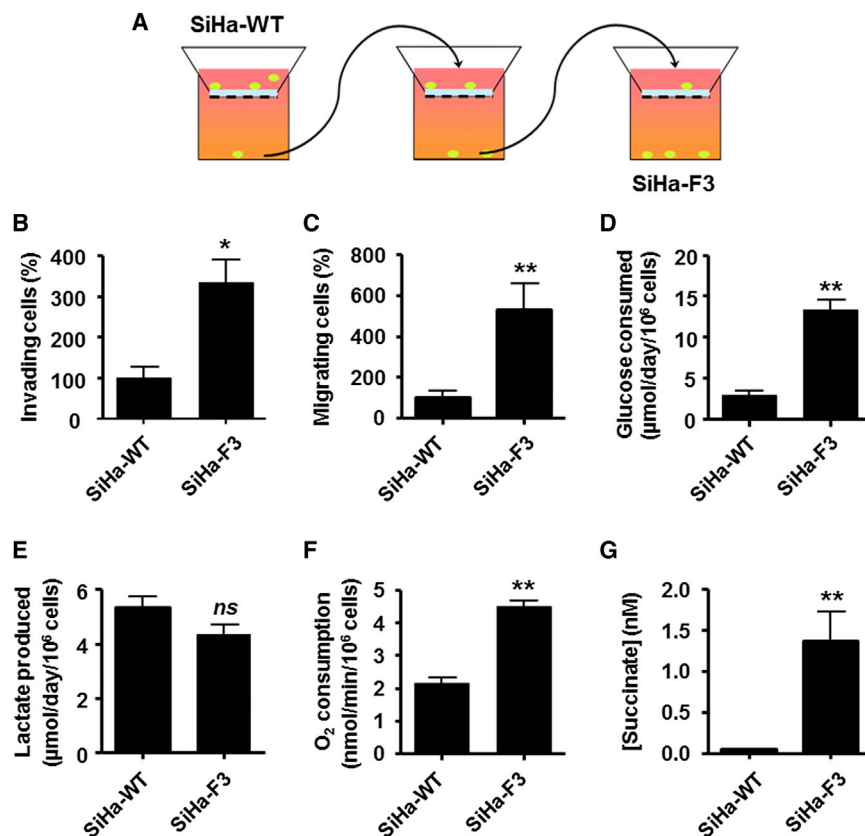 A
SiHa-WT
SiHa-F3
B
Invading cells (%)
400
300
200
100
0
*
SiHa-WT
SiHa-F3
C
Migrating cells (%)
800
600
400
200
0
**
SiHa-WT
SiHa-F3
D
Glucose consumed
(µmol/day/10⁶ cells)
20
15
10
5
0
**
SiHa-WT
SiHa-F3
E
Lactate produced
(µmol/day/10⁶ cells)
6
4
2
0
ns
SiHa-WT
SiHa-F3
F
O₂ consumption
(nmol/min/10⁶ cells)
5
4
3
2
1
0
**
SiHa-WT
SiHa-F3
G
[Succinate] (nM)
2.0
1.5
1.0
0.5
0.0
**
SiHa-WT
SiHa-F3